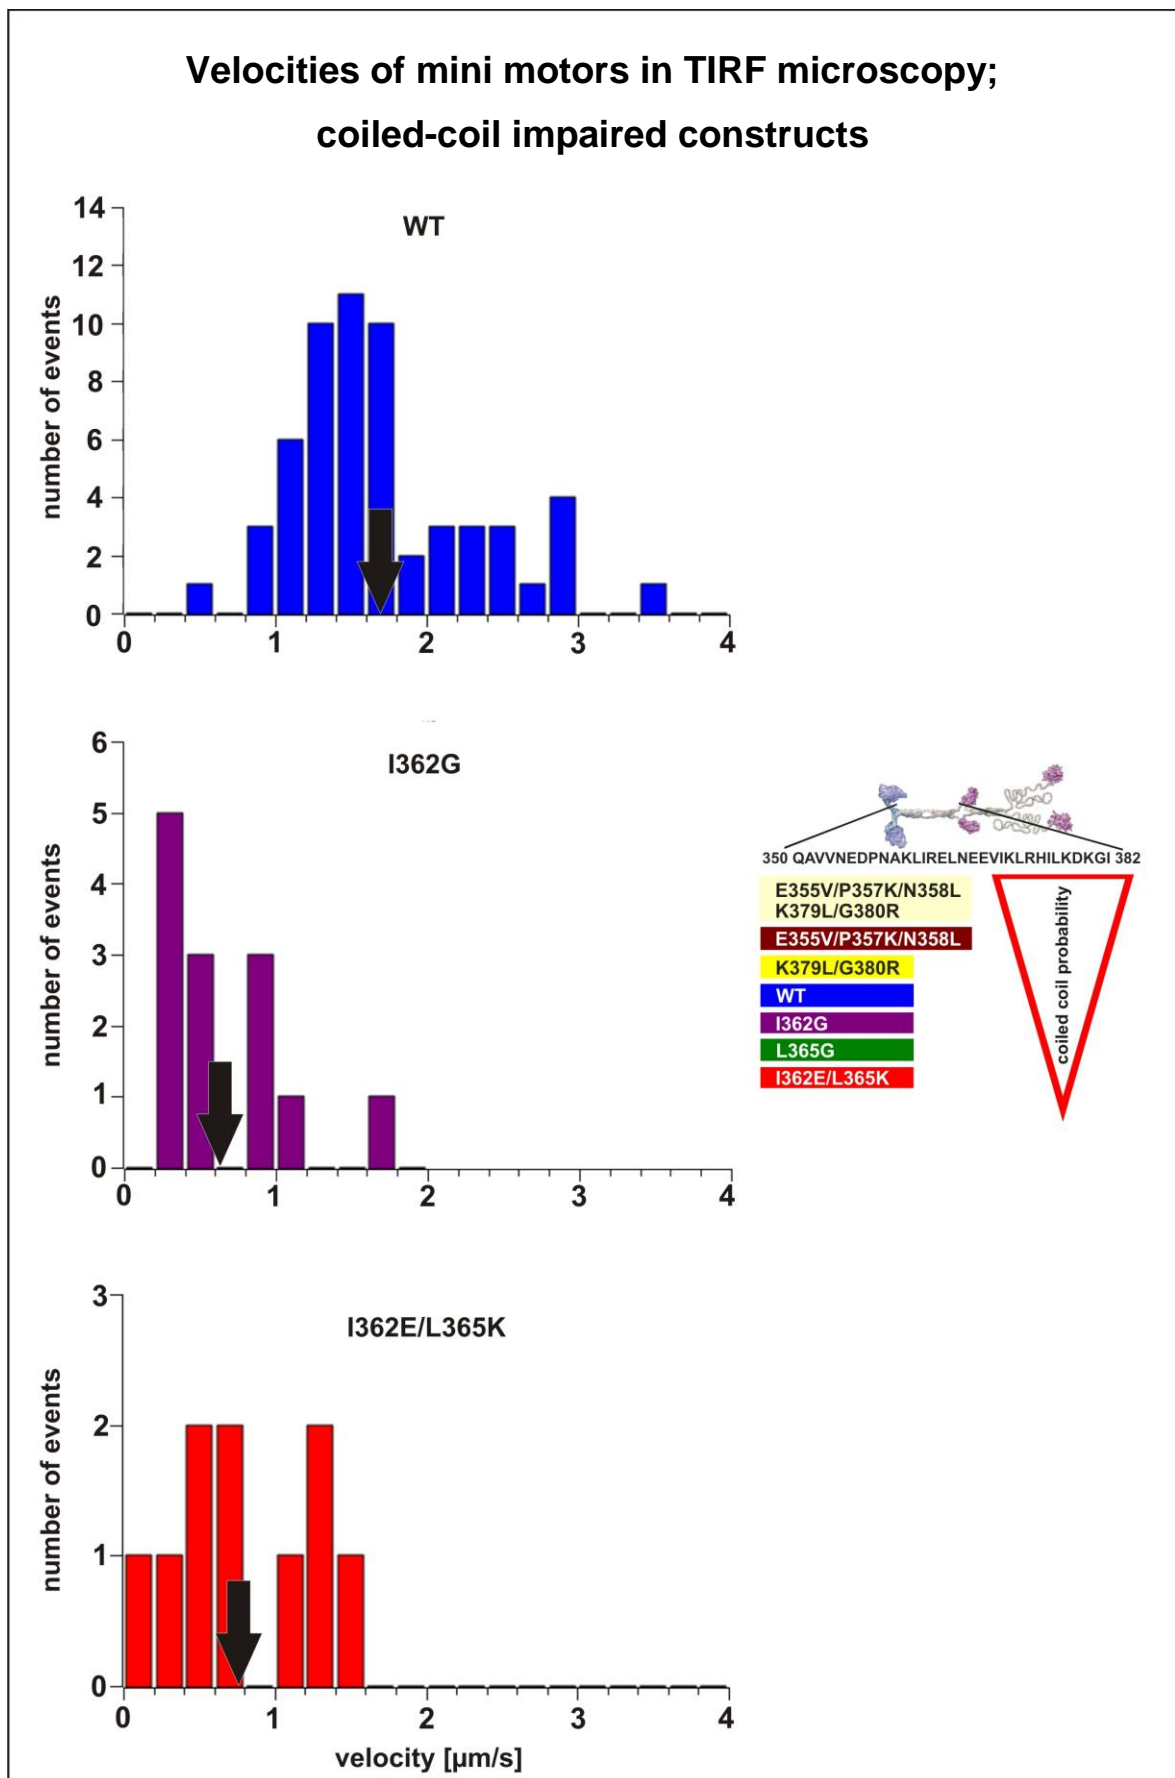 Velocities of mini motors in TIRF microscopy;
coiled-coil impaired constructs
WT
number of events
14
12
10
8
6
4
2
0
0 1 2 3 4
I362G
number of events
6
5
4
3
2
1
0
0 1 2 3 4
350 QAVVNEDPNAKLIRELNEEVIKLRHILKDKGI 382
E355V/P357K/N358L
K379L/G380R
E355V/P357K/N358L
K379L/G380R
WT
I362G
L365G
I362E/L365K
coiled coil probability
I362E/L365K
number of events
3
2
1
0
0 1 2 3 4
velocity [µm/s]